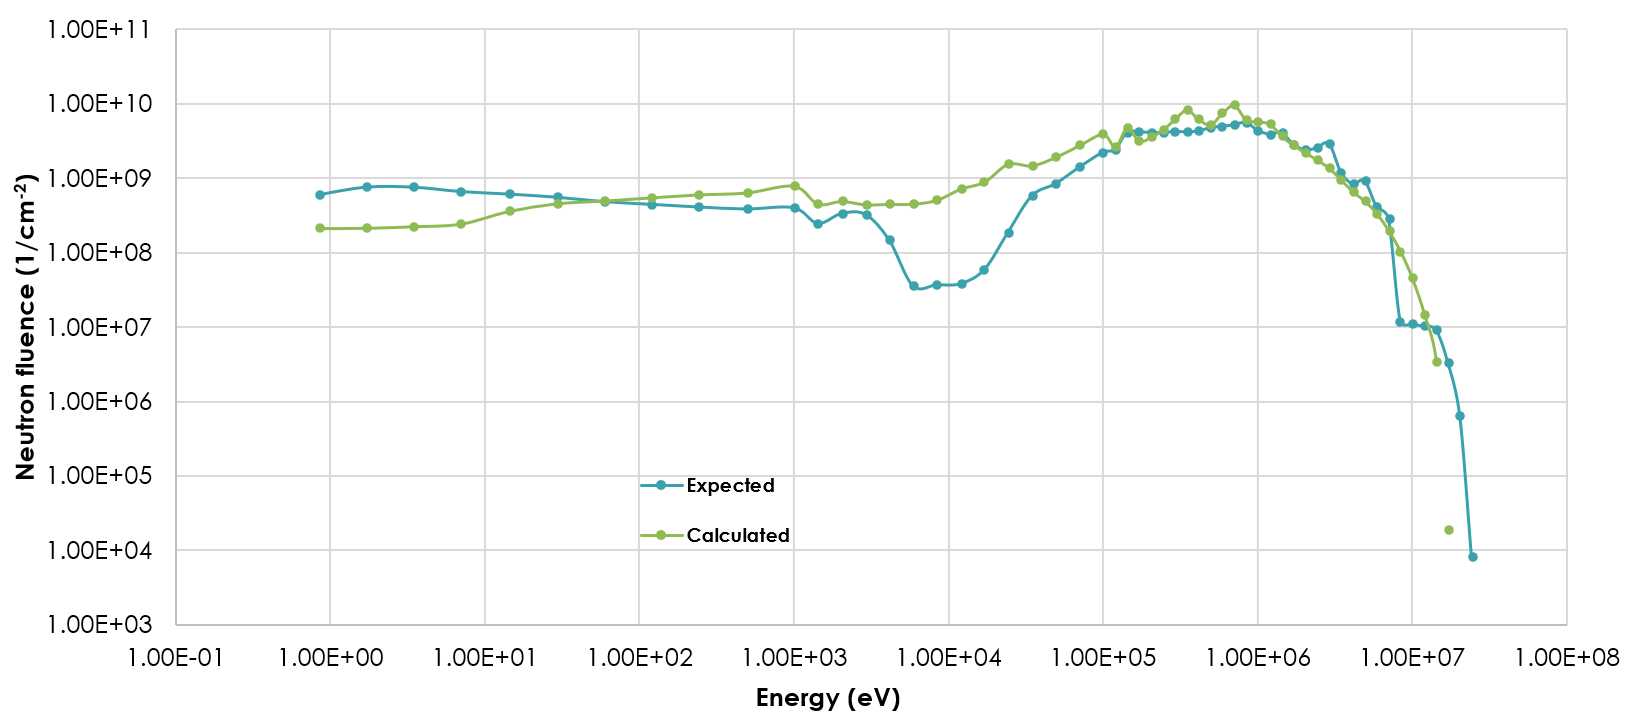 1.00E+11
1.00E+10
1.00E+09
1.00E+08
1.00E+07
1.00E+06
1.00E+05
1.00E+04
1.00E+03
Neutron fluence (1/cm⁻²)
Expected
Calculated
1.00E-01 1.00E+00 1.00E+01 1.00E+02 1.00E+03 1.00E+04 1.00E+05 1.00E+06 1.00E+07 1.00E+08
Energy (eV)